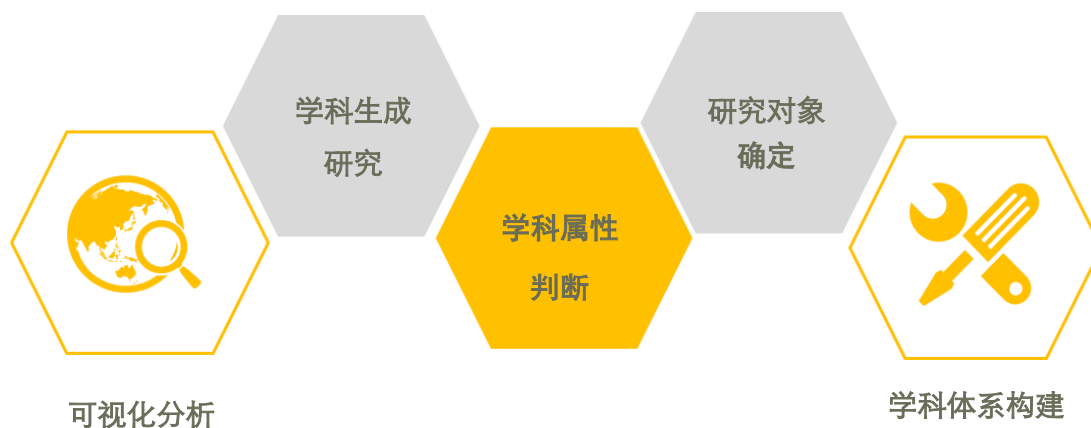 学科生成
研究
研究对象
确定
学科属性
判断
可视化分析
学科体系构建